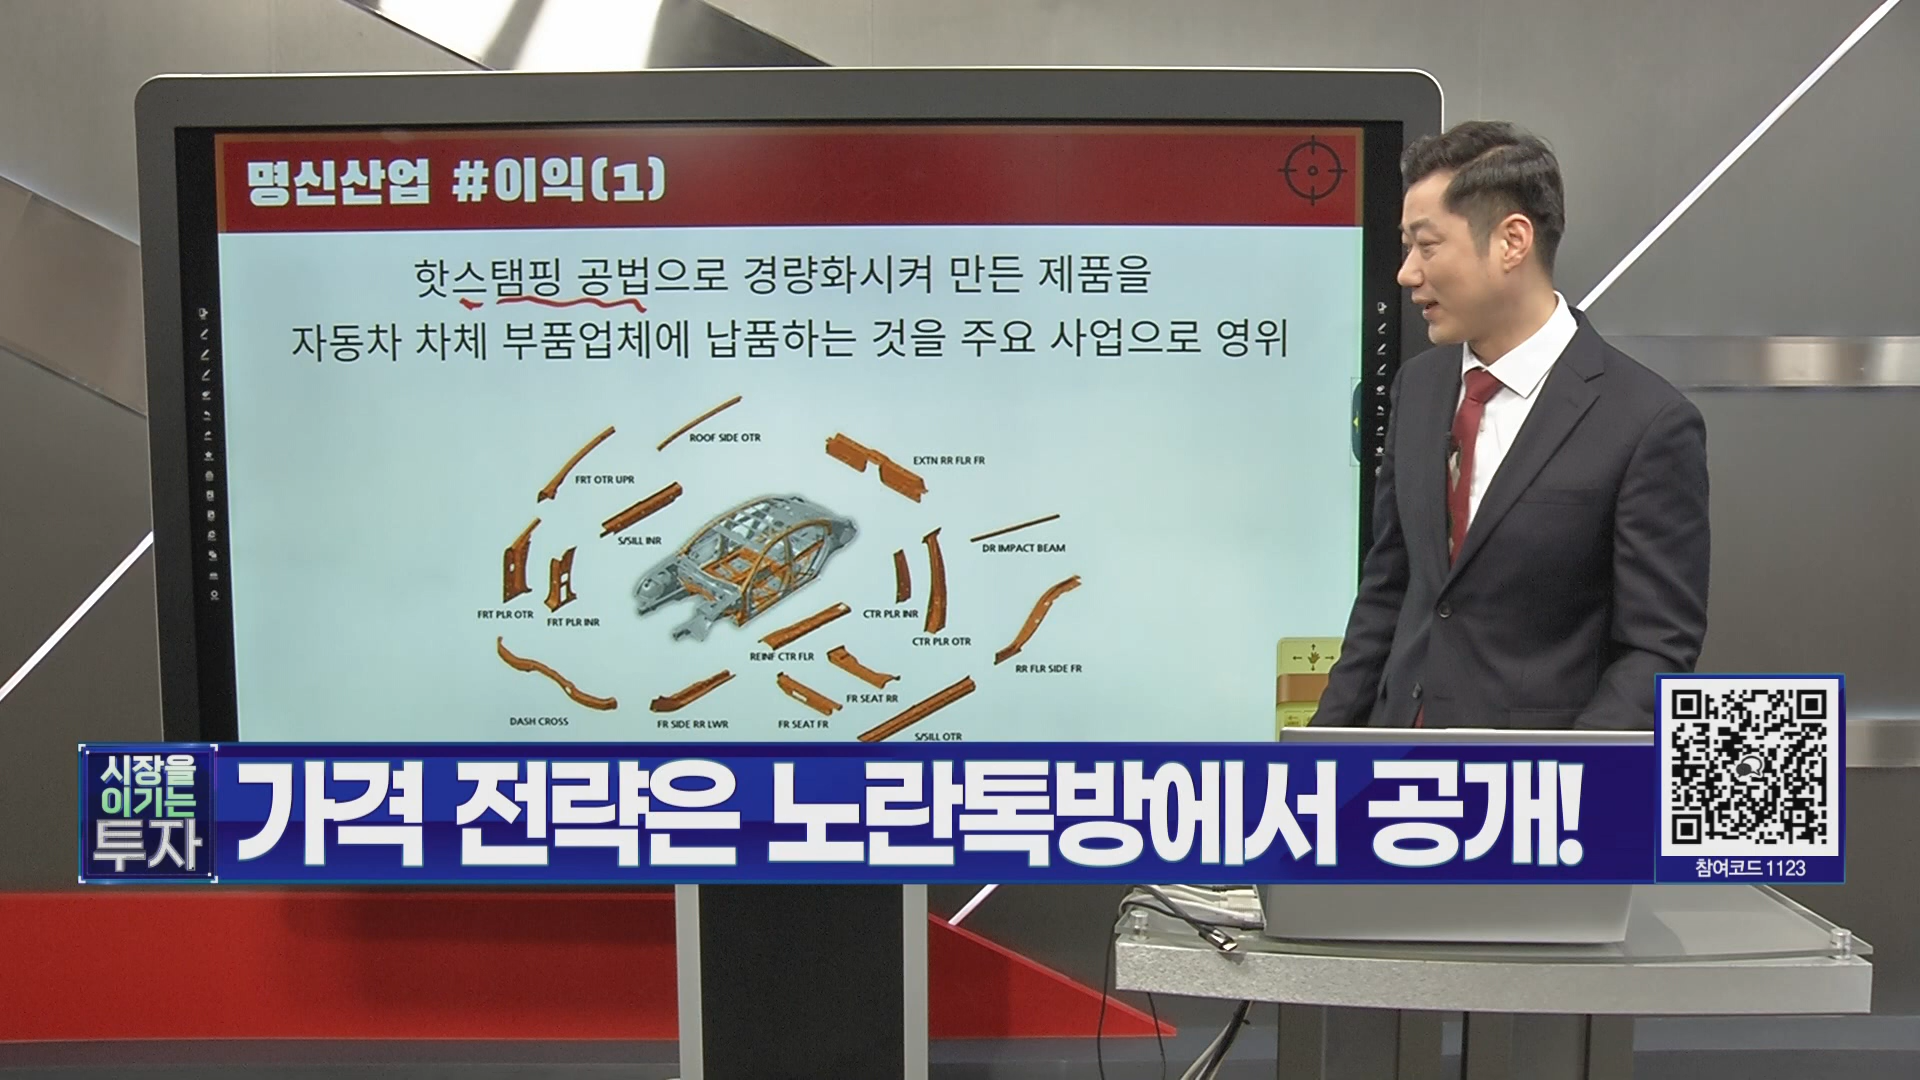 명신산업 #이익(1)
핫스탬핑 공법으로 경량화시켜 만든 제품을
자동차 차체 부품업체에 납품하는 것을 주요 사업으로 영위
ROOF SIDE OTR
FRT OTR UPR
EXTN RR FLR FR
S/SILL INR
DR IMPACT BEAM
FRT PLR OTR
FRT PLR INR
CTR PLR INR
CTR PLR OTR
REINF CTR FLR
RR FLR SIDE FR
FR SEAT RR
DASH CROSS
FR SIDE RR LWR
FR SEAT FR
S/SILL OTR
시장을
이기는
투자
가격 전략은 노란톡방에서 공개!
참여코드 1123